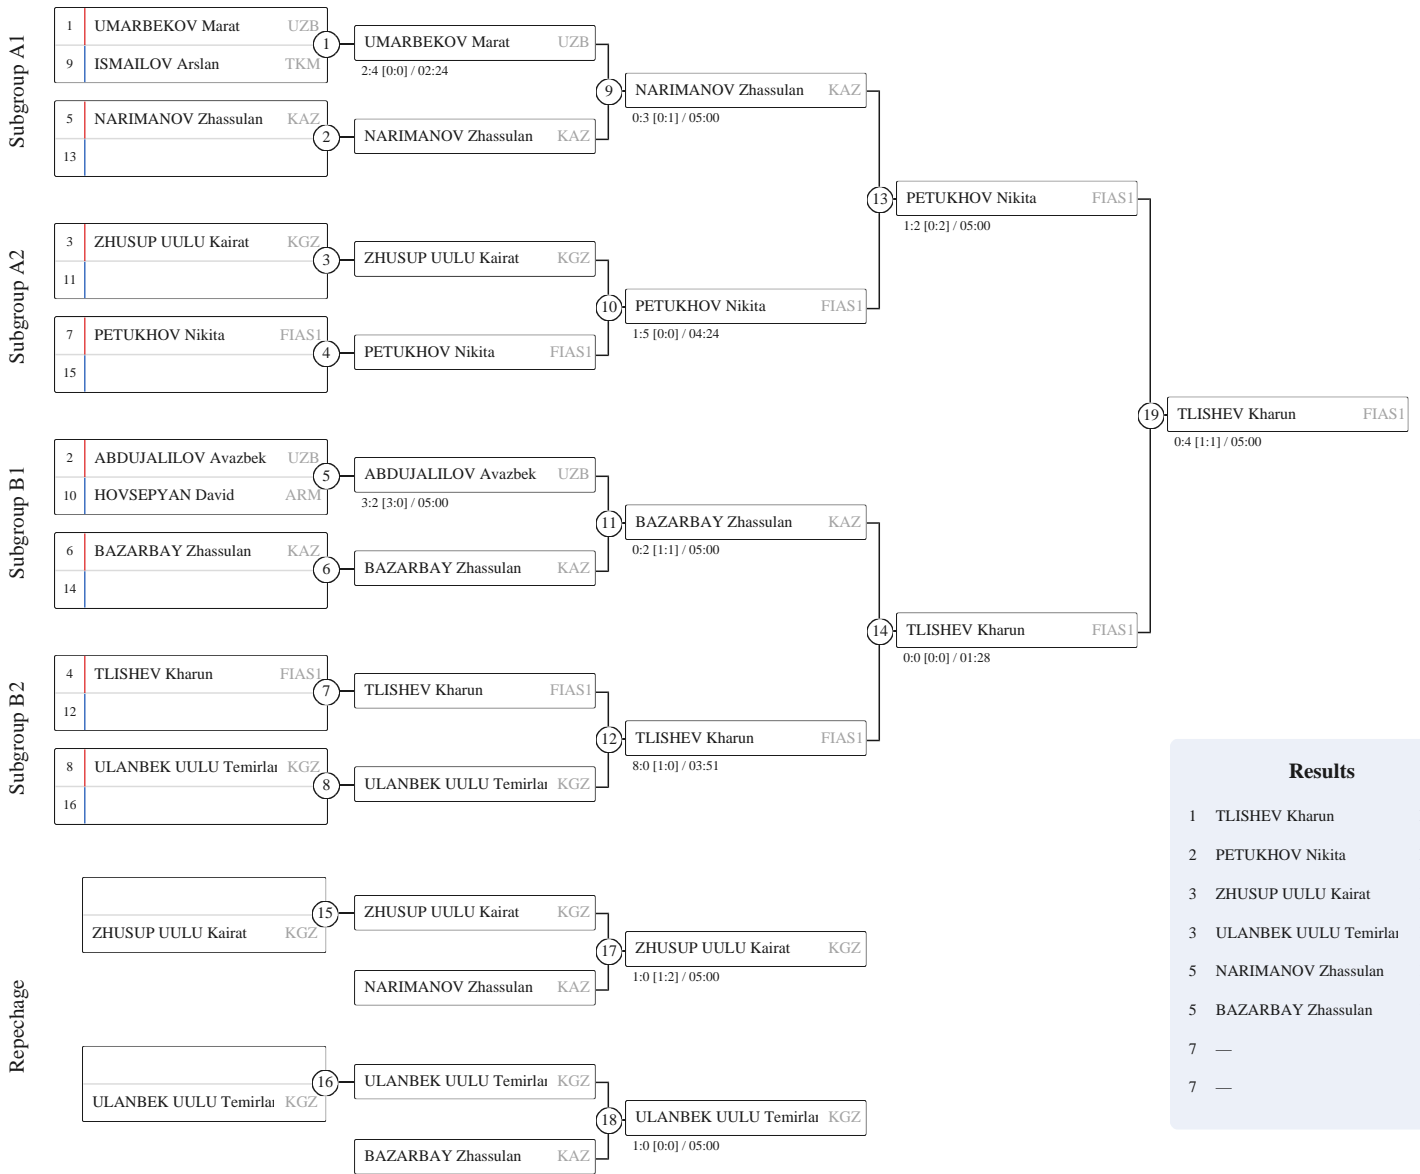 Subgroup A1
1 UMARBEKOV Marat UZB
9 ISMAILOV Arslan TKM
1
UMARBEKOV Marat UZB
2:4 [0:0] / 02:24
5 NARIMANOV Zhassulan KAZ
13
2
NARIMANOV Zhassulan KAZ
9
NARIMANOV Zhassulan KAZ
0:3 [0:1] / 05:00
Subgroup A2
3 ZHUSUP UULU Kairat KGZ
11
3
ZHUSUP UULU Kairat KGZ
7 PETUKHOV Nikita FIAS1
15
4
PETUKHOV Nikita FIAS1
10
PETUKHOV Nikita FIAS1
1:5 [0:0] / 04:24
13
PETUKHOV Nikita FIAS1
1:2 [0:2] / 05:00
Subgroup B1
2 ABDUJALILOV Avazbek UZB
10 HOVSEPYAN David ARM
5
ABDUJALILOV Avazbek UZB
3:2 [3:0] / 05:00
6 BAZARBAY Zhassulan KAZ
14
6
BAZARBAY Zhassulan KAZ
11
BAZARBAY Zhassulan KAZ
0:2 [1:1] / 05:00
Subgroup B2
4 TLISHEV Kharun FIAS1
12
7
TLISHEV Kharun FIAS1
8 ULANBEK UULU Temirla KGZ
16
8
ULANBEK UULU Temirla KGZ
12
TLISHEV Kharun FIAS1
8:0 [1:0] / 03:51
14
TLISHEV Kharun FIAS1
0:0 [0:0] / 01:28
19
TLISHEV Kharun FIAS1
0:4 [1:1] / 05:00
Repechage
ZHUSUP UULU Kairat KGZ
15
ZHUSUP UULU Kairat KGZ
NARIMANOV Zhassulan KAZ
17
ZHUSUP UULU Kairat KGZ
1:0 [1:2] / 05:00
ULANBEK UULU Temirla KGZ
16
ULANBEK UULU Temirla KGZ
BAZARBAY Zhassulan KAZ
18
ULANBEK UULU Temirla KGZ
1:0 [0:0] / 05:00
Results
1 TLISHEV Kharun
2 PETUKHOV Nikita
3 ZHUSUP UULU Kairat
3 ULANBEK UULU Temirla
5 NARIMANOV Zhassulan
5 BAZARBAY Zhassulan
7 —
7 —